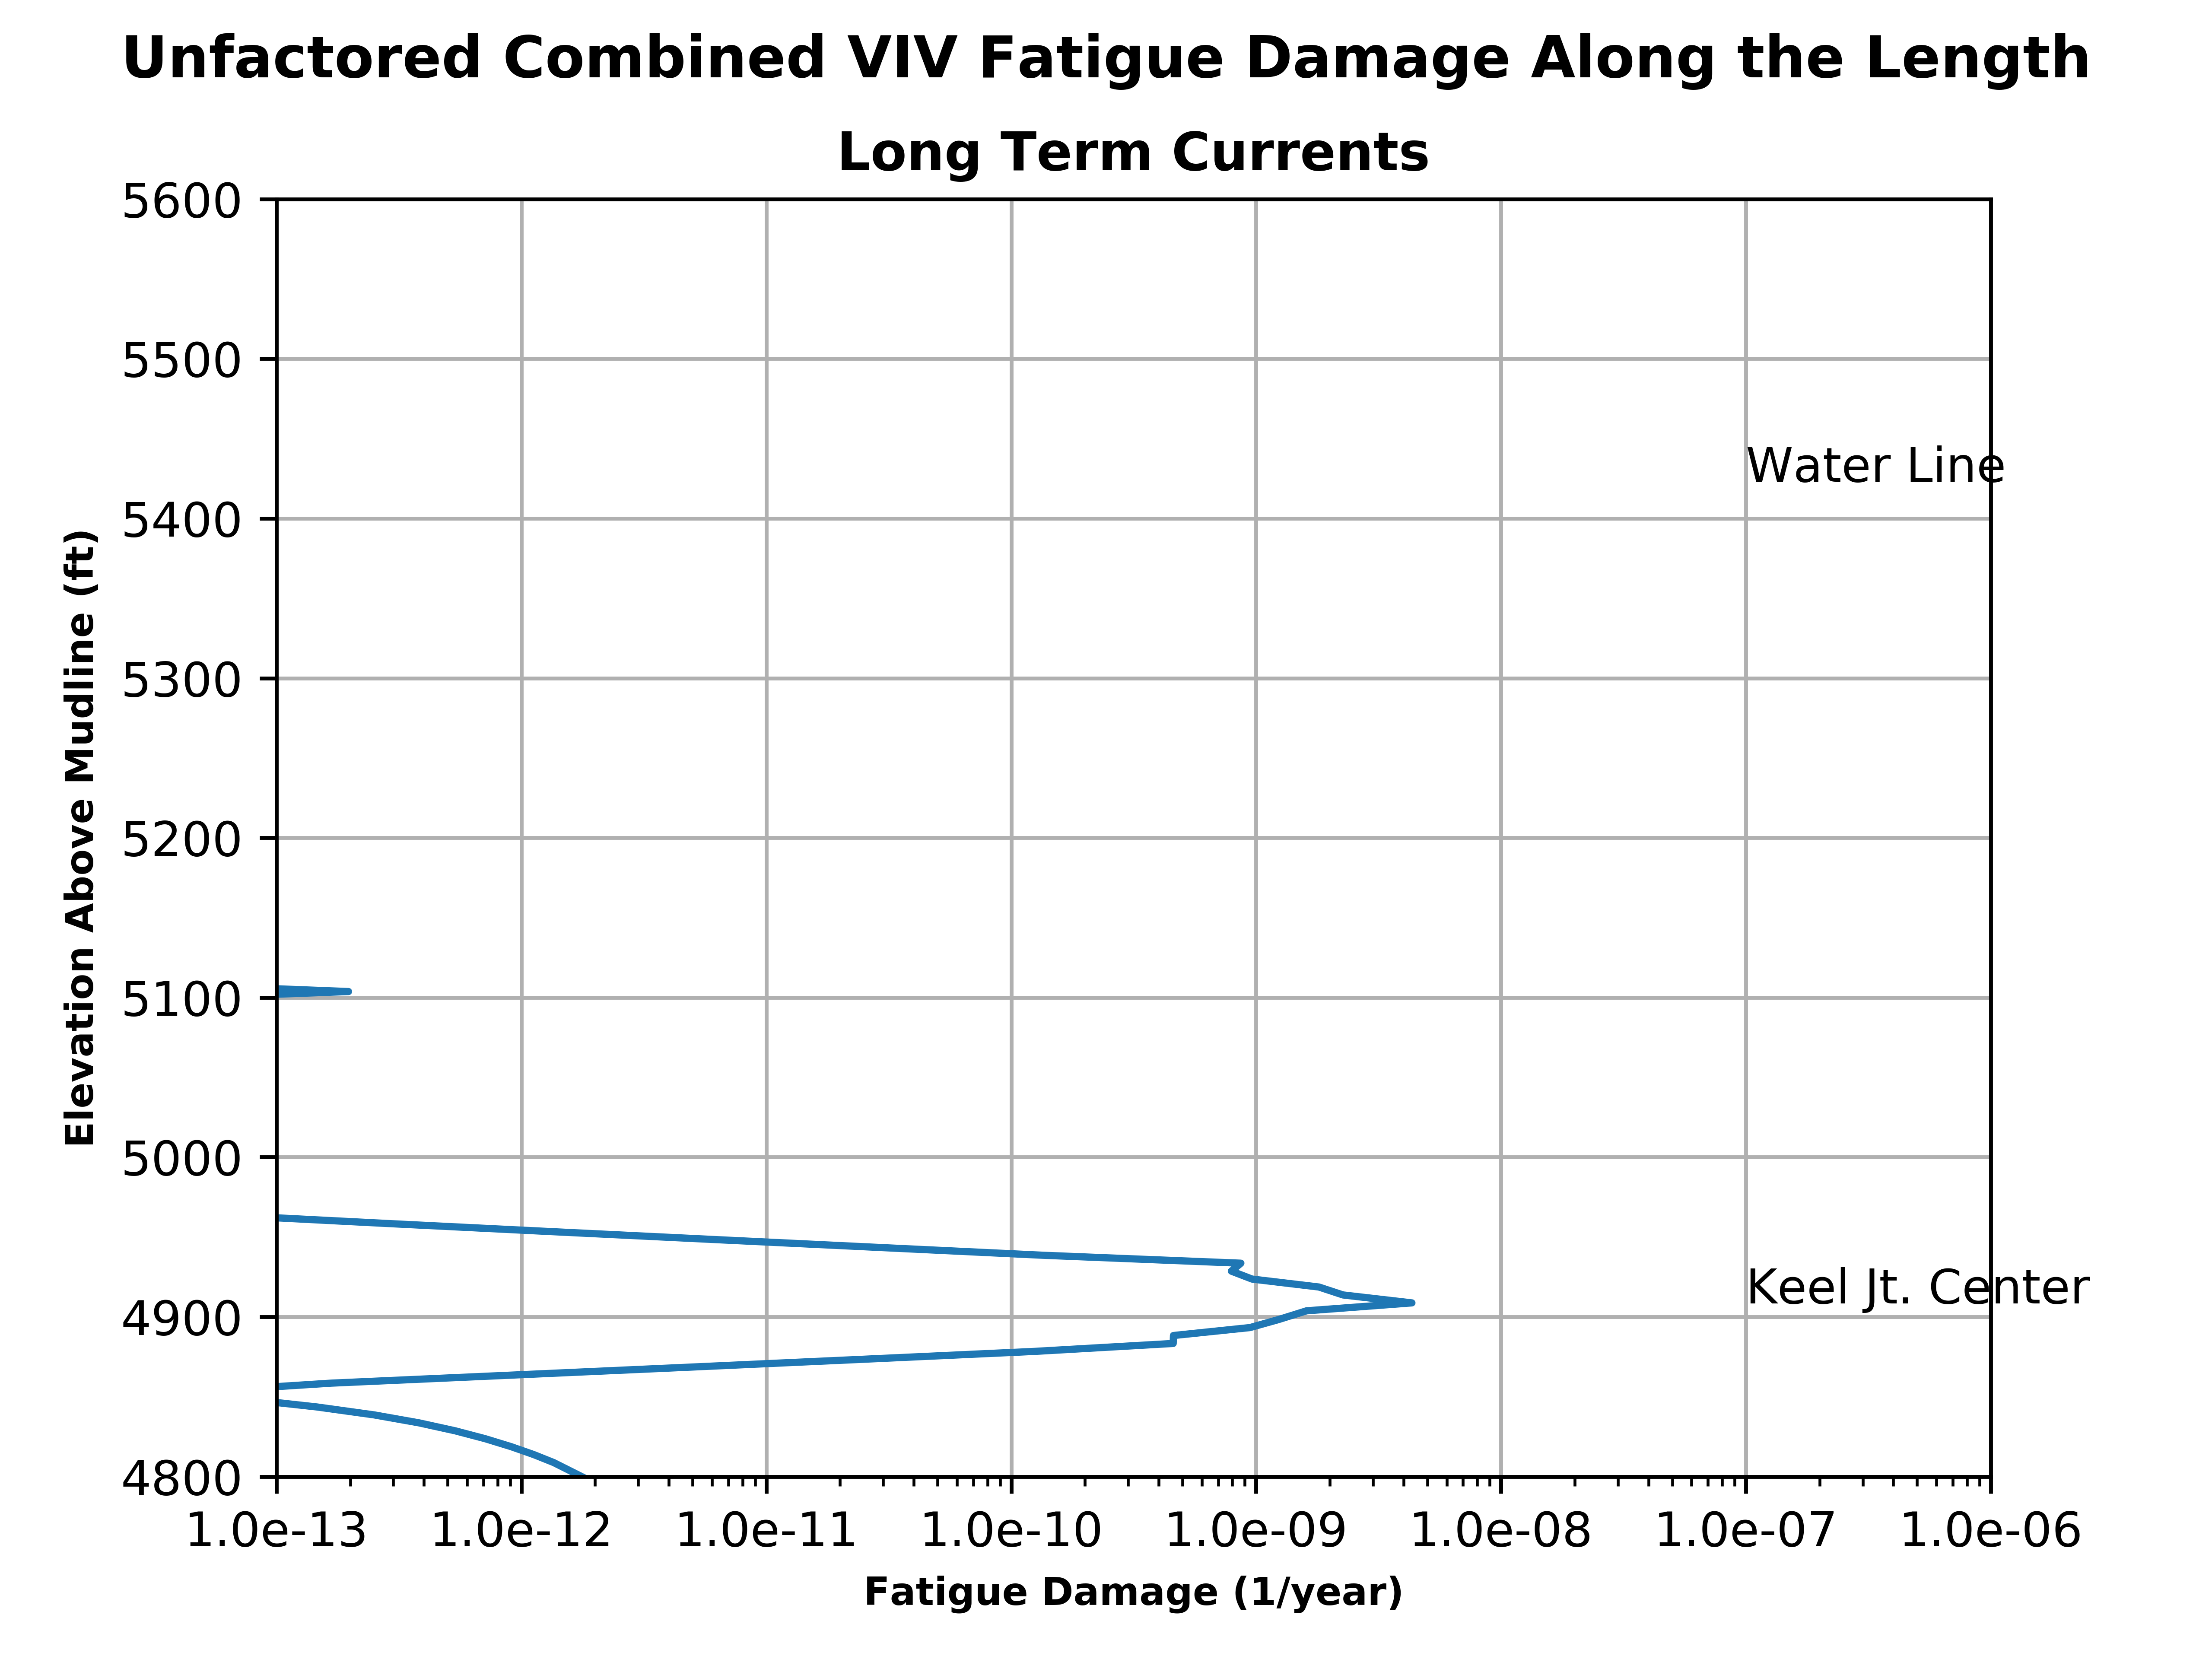 Unfactored Combined VIV Fatigue Damage Along the Length
Long Term Currents
5600
5500
Water Line
5400
5300
5200
5100
5000
Keel Jt. Center
4900
4800
Elevation Above Mudline (ft)
1.0e-13 1.0e-12 1.0e-11 1.0e-10 1.0e-09 1.0e-08 1.0e-07 1.0e-06
Fatigue Damage (1/year)